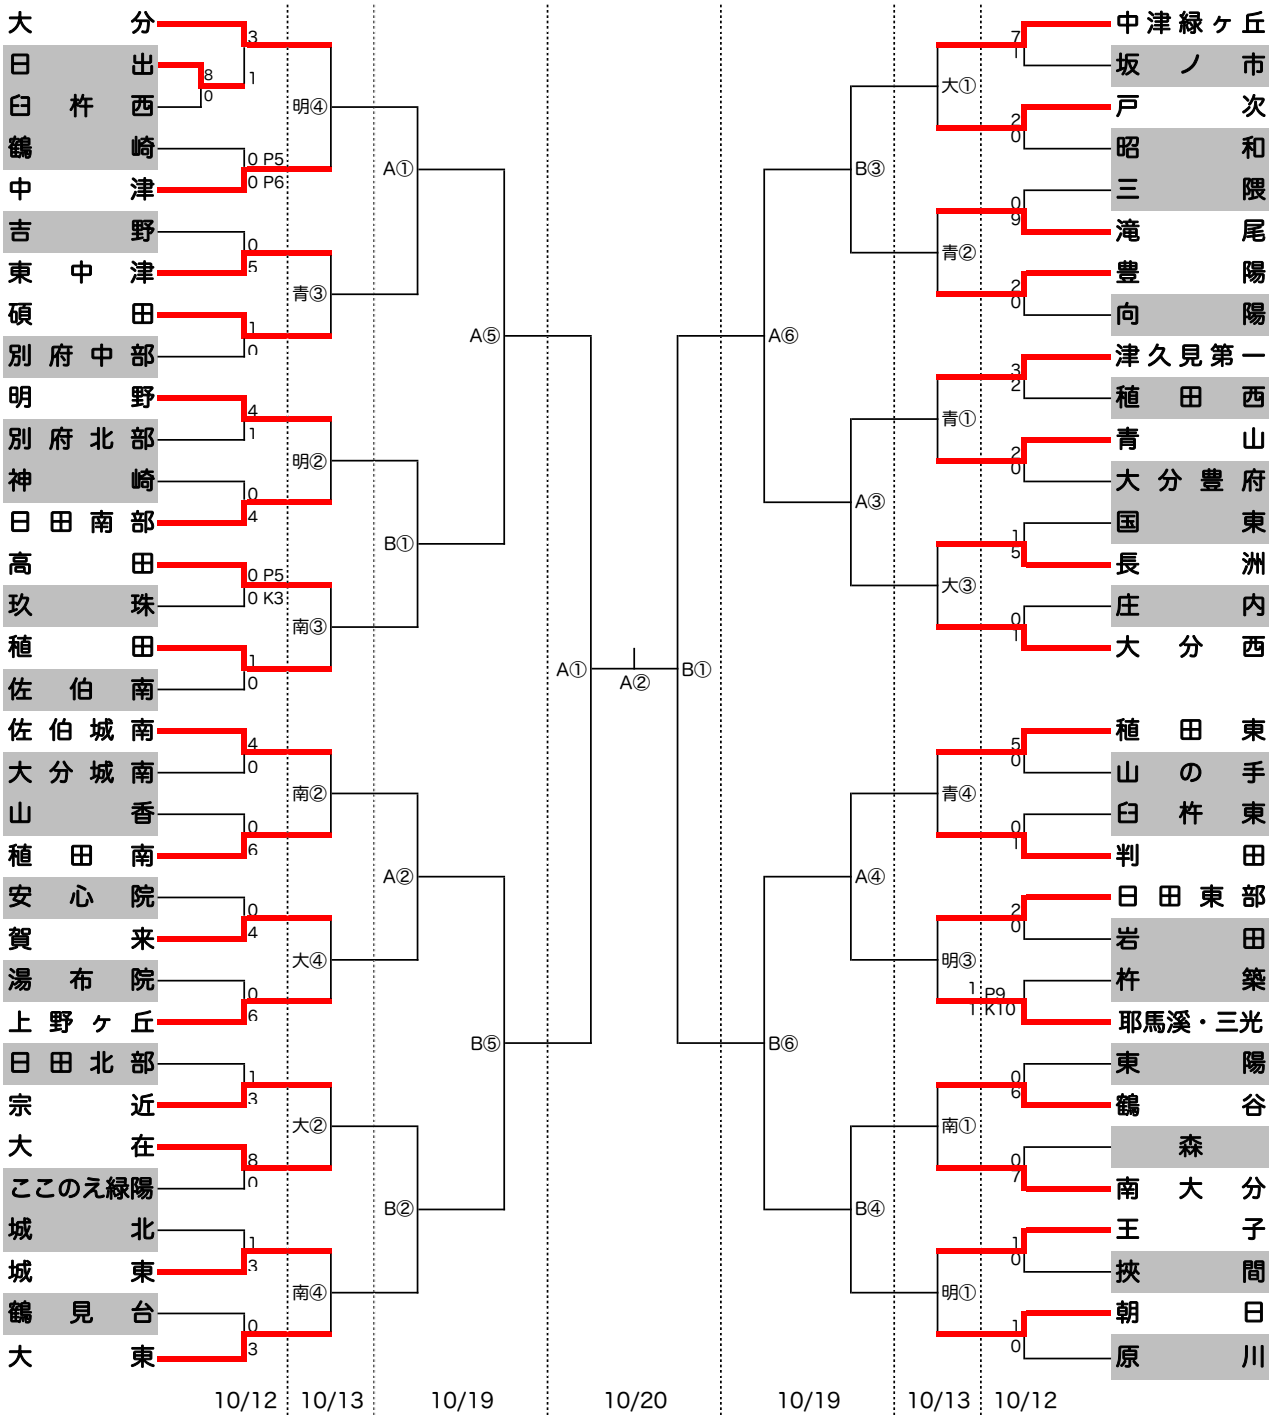 大分
3
日出
8
1
0
臼杵西
明④
鶴崎
0 P5
中津
0 P6
A①
吉野
0
東中津
5
青③
碩田
1
別府中部
0
A⑤
明野
4
別府北部
1
明②
神崎
0
日田南部
4
B①
高田
0 P5
玖珠
0 K3
南③
稙田
1
佐伯南
0
A①
佐伯城南
4
大分城南
0
南②
山香
0
稙田南
6
A②
安心院
0
賀来
4
大④
湯布院
0
上野ヶ丘
6
B⑤
日田北部
1
宗近
3
大②
大在
8
ここのえ緑陽
0
B②
城北
1
城東
3
南④
鶴見台
0
大東
3
A②
中津緑ヶ丘
7
坂ノ市
1
大①
戸次
2
昭和
0
B③
三隈
0
滝尾
9
青②
豊陽
2
向陽
0
A⑥
津久見第一
3
稙田西
2
青①
青山
2
大分豊府
0
A③
国東
1
長洲
5
大③
庄内
0
大分西
1
B①
稙田東
5
山の手
0
青④
臼杵東
0
判田
1
A④
日田東部
2
岩田
0
明③
杵築
1 P9
耶馬溪・三光
1 K10
B⑥
東陽
0
鶴谷
6
南①
森
0
南大分
7
B④
王子
1
挾間
0
明①
朝日
1
原川
0
10/12 10/13 10/19 10/20 10/19 10/13 10/12